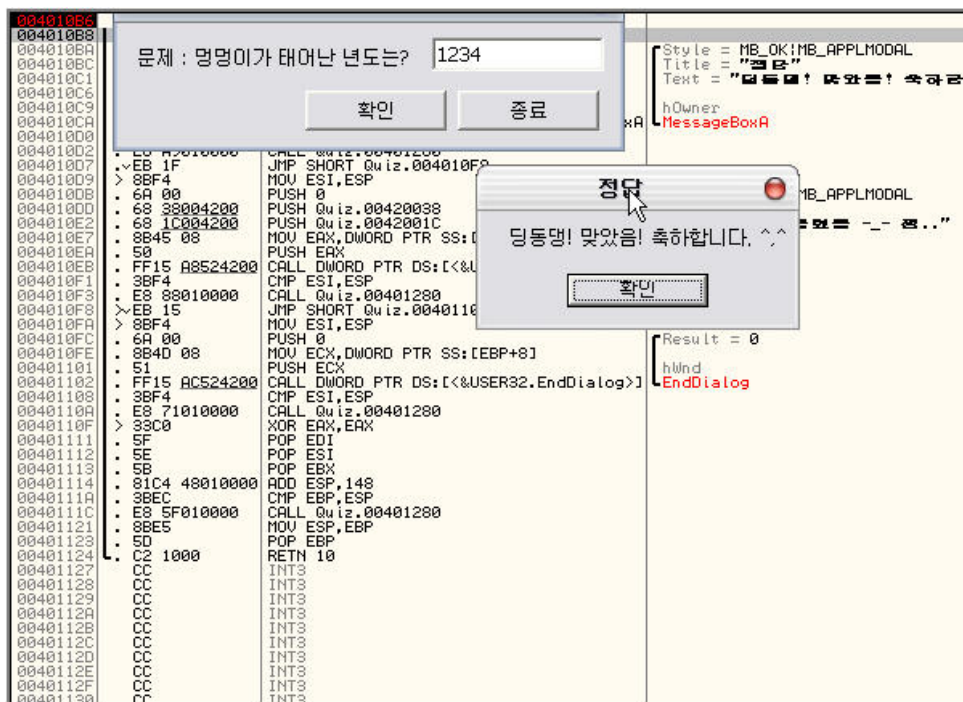 004010B6
004010B8
004010BA
004010BC
004010C1
004010C6
004010C9
004010CA
004010D0
문제 : 멍멍이가 태어난 년도는? 1234
확인 종료
Style = MB_OK|MB_APPLMODAL
Title =
Text =
hOwner
MessageBoxA
004010D2 . CALL Quiz.00401280
004010D7 . EB 1F JMP SHORT Quiz.004010F8
004010D9 > 8BF4 MOV ESI,ESP
004010DB . 6A 00 PUSH 0 MB_APPLMODAL
004010DD . 68 38004200 PUSH Quiz.00420038
004010E2 . 68 1C004200 PUSH Quiz.0042001C
004010E7 . 8B45 08 MOV EAX,DWORD PTR SS:[
004010EA . 50 PUSH EAX
004010EB . FF15 A8524200 CALL DWORD PTR DS:[<&U
004010F1 . 3BF4 CMP ESI,ESP
004010F3 . E8 88010000 CALL Quiz.00401280
004010F8 >EB 15 JMP SHORT Quiz.0040110
정답
딩동댕! 맞았음! 축하합니다. ^.^
확인
004010FA > 8BF4 MOV ESI,ESP
004010FC . 6A 00 PUSH 0 Result = 0
004010FE . 8B4D 08 MOV ECX,DWORD PTR SS:[EBP+8]
00401101 . 51 PUSH ECX hWnd
00401102 . FF15 AC524200 CALL DWORD PTR DS:[<&USER32.EndDialog>] EndDialog
00401108 . 3BF4 CMP ESI,ESP
0040110A . E8 71010000 CALL Quiz.00401280
0040110F > 33C0 XOR EAX,EAX
00401111 . 5F POP EDI
00401112 . 5E POP ESI
00401113 . 5B POP EBX
00401114 . 81C4 48010000 ADD ESP,148
0040111A . 3BEC CMP EBP,ESP
0040111C . E8 5F010000 CALL Quiz.00401280
00401121 . 8BE5 MOV ESP,EBP
00401123 . 5D POP EBP
00401124 . C2 1000 RETN 10
00401127 CC INT3
00401128 CC INT3
00401129 CC INT3
0040112A CC INT3
0040112B CC INT3
0040112C CC INT3
0040112D CC INT3
0040112E CC INT3
0040112F CC INT3
00401130 CC INT3